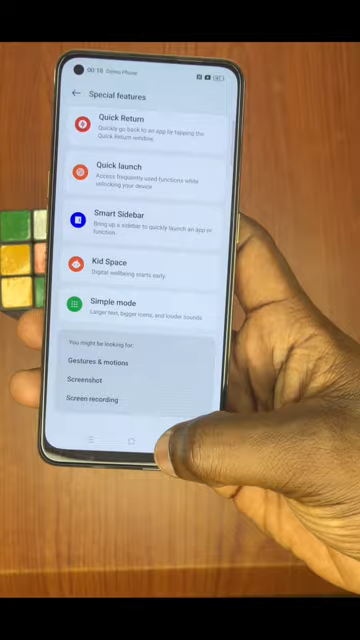 00:16 Demo Phone
Special features
Quick Return
Quickly go back to an app by tapping the
Quick Return window.
Quick launch
Access frequently used functions while
unlocking your device
Smart Sidebar
Bring up a sidebar to quickly launch an app or
function.
Kid Space
Digital wellbeing starts early.
Simple mode
Larger text, bigger icons, and louder sounds
You might be looking for:
Gestures & motions
Screenshot
Screen recording